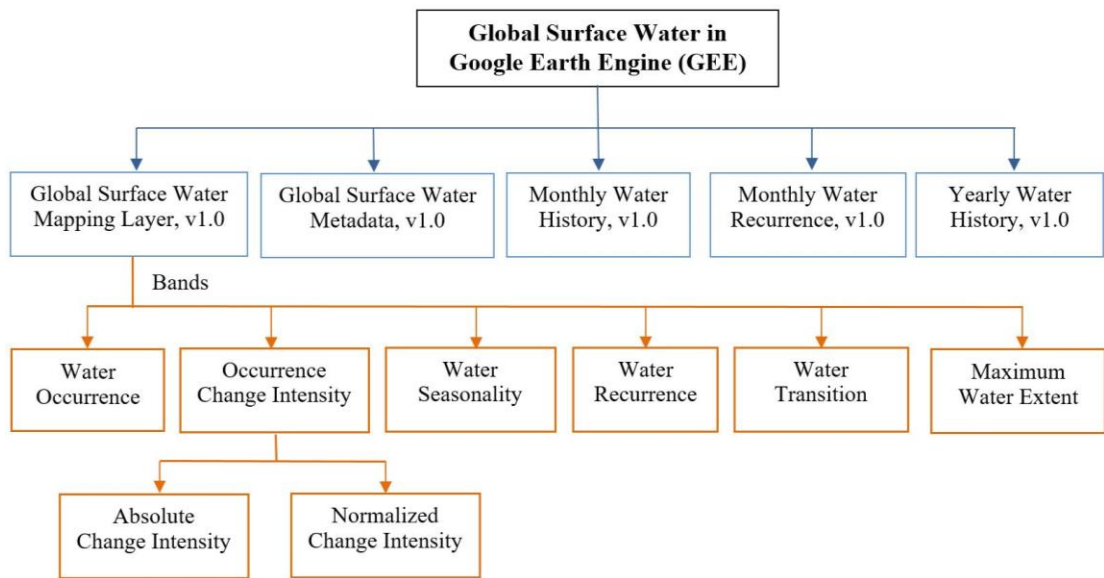 Global Surface Water in
Google Earth Engine (GEE)
Global Surface Water
Mapping Layer, v1.0
Global Surface Water
Metadata, v1.0
Monthly Water
History, v1.0
Monthly Water
Recurrence, v1.0
Yearly Water
History, v1.0
Bands
Water
Occurrence
Occurrence
Change Intensity
Water
Seasonality
Water
Recurrence
Water
Transition
Maximum
Water Extent
Absolute
Change Intensity
Normalized
Change Intensity